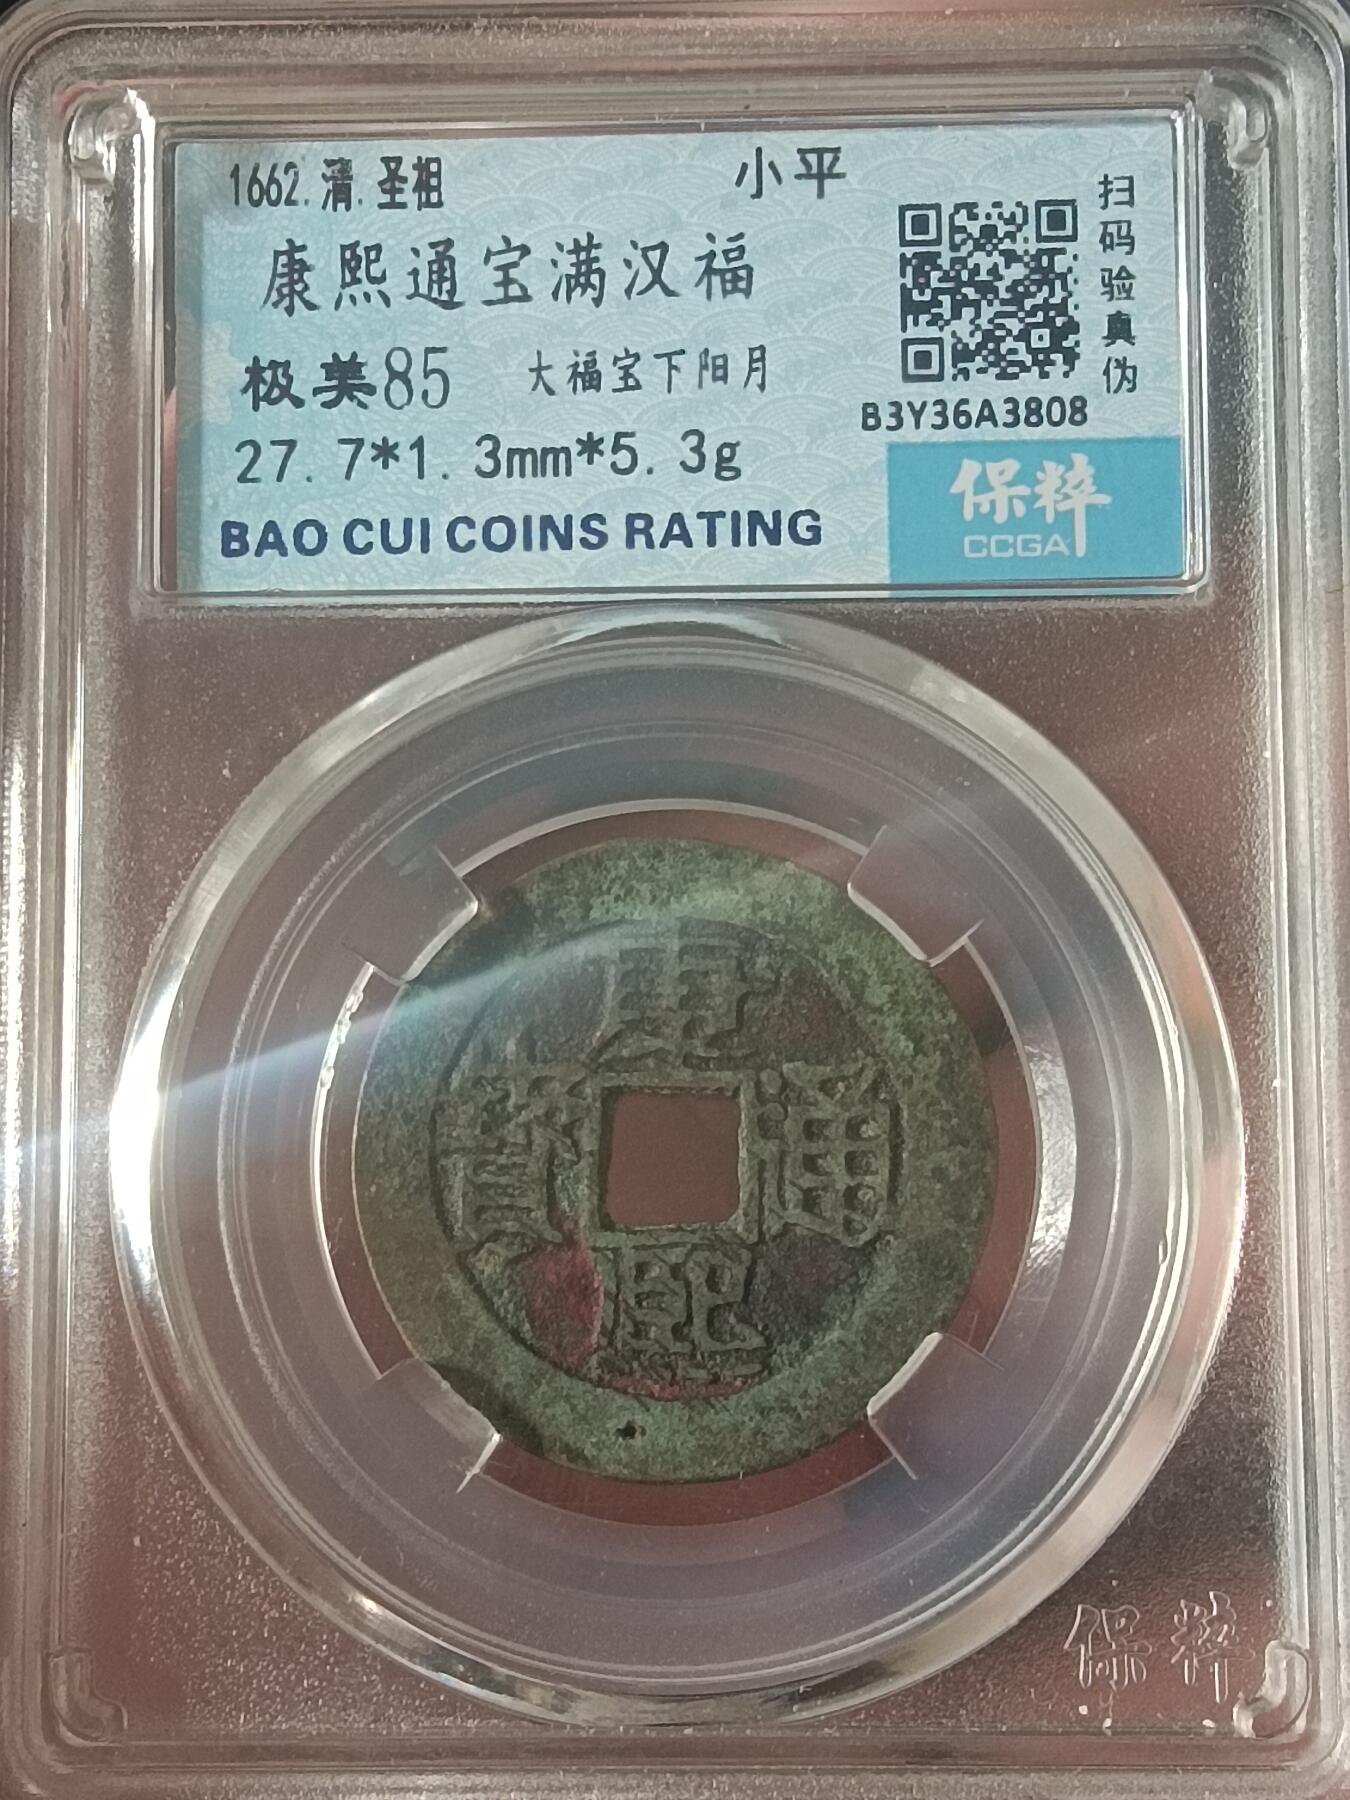 1662.清.圣祖 小平
康熙通宝满汉福
极美85 大福宝下阳月
27.7*1.3mm*5.3g
BAO CUI COINS RATING
扫码验真伪
B3Y36A3808
保粹
CCGA
康熙通寳
保粹